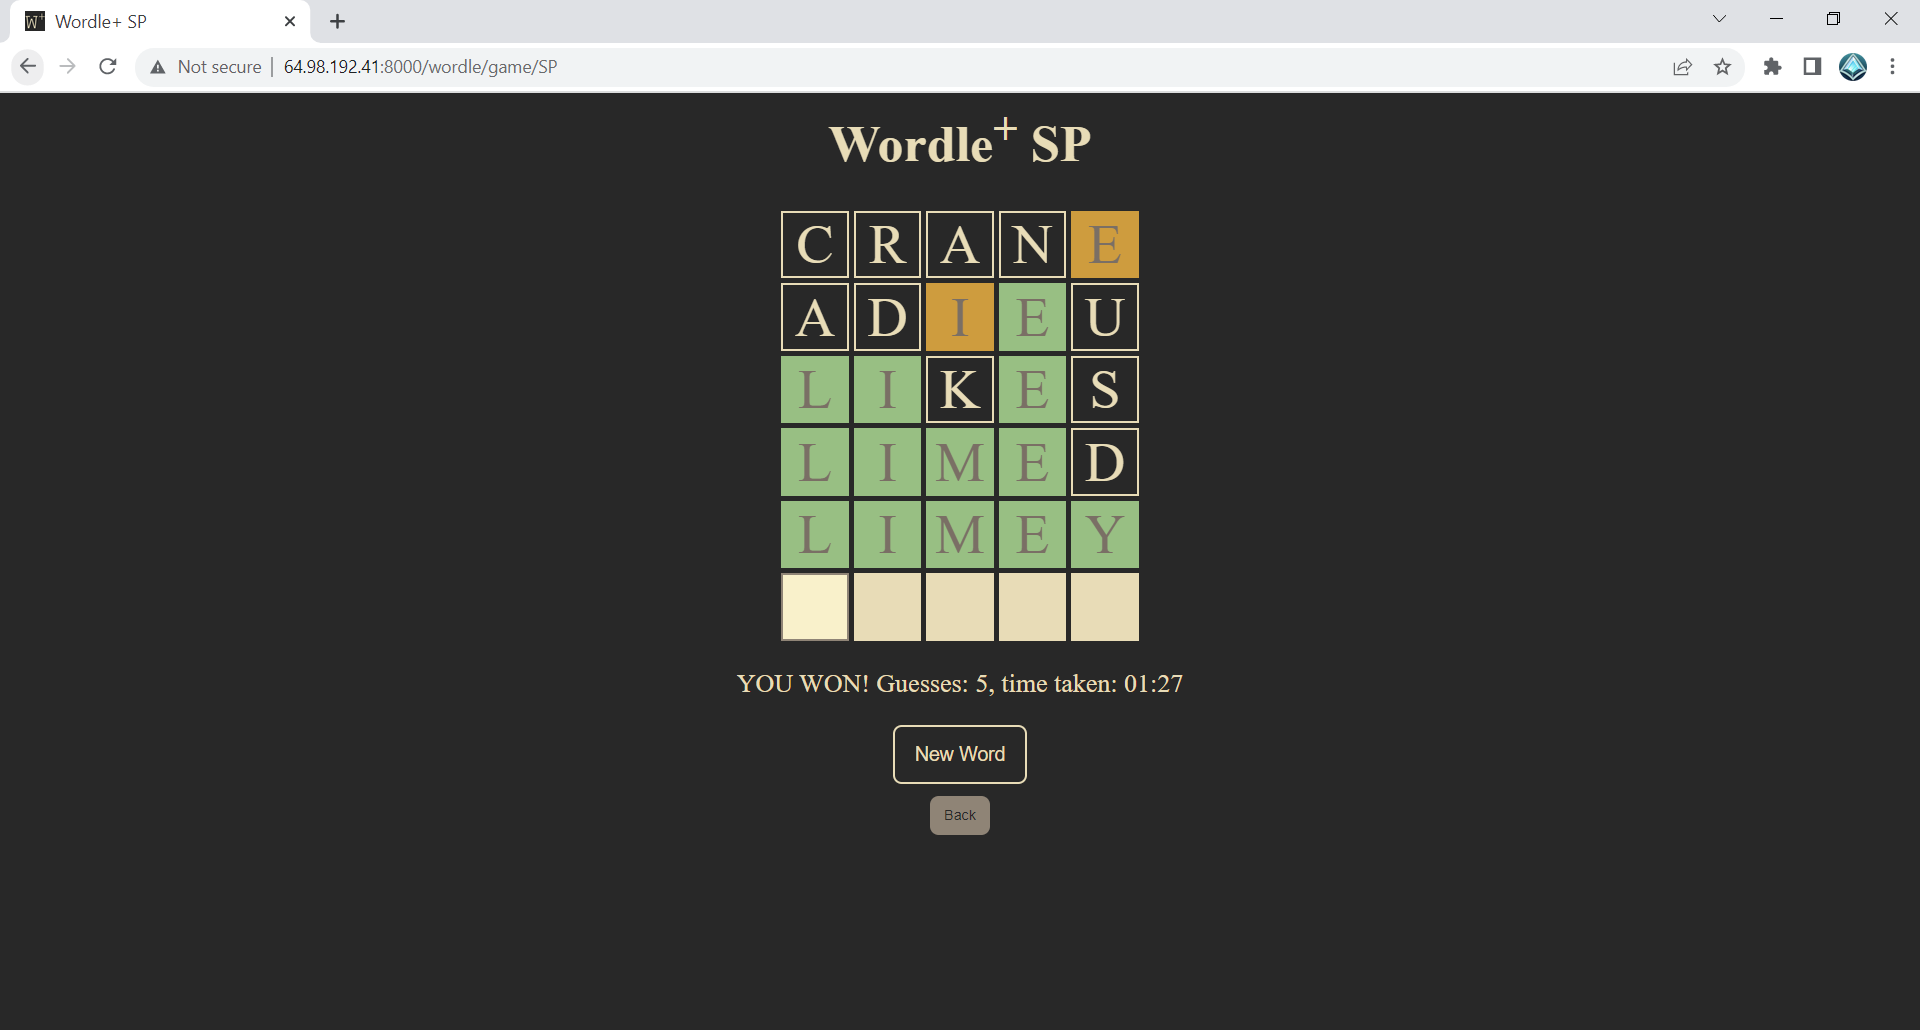 Wordle+ SP
Not secure 64.98.192.41:8000/wordle/game/SP
Wordle+ SP
C R A N E
A D I E U
L I K E S
L I M E D
L I M E Y
YOU WON! Guesses: 5, time taken: 01:27
New Word
Back